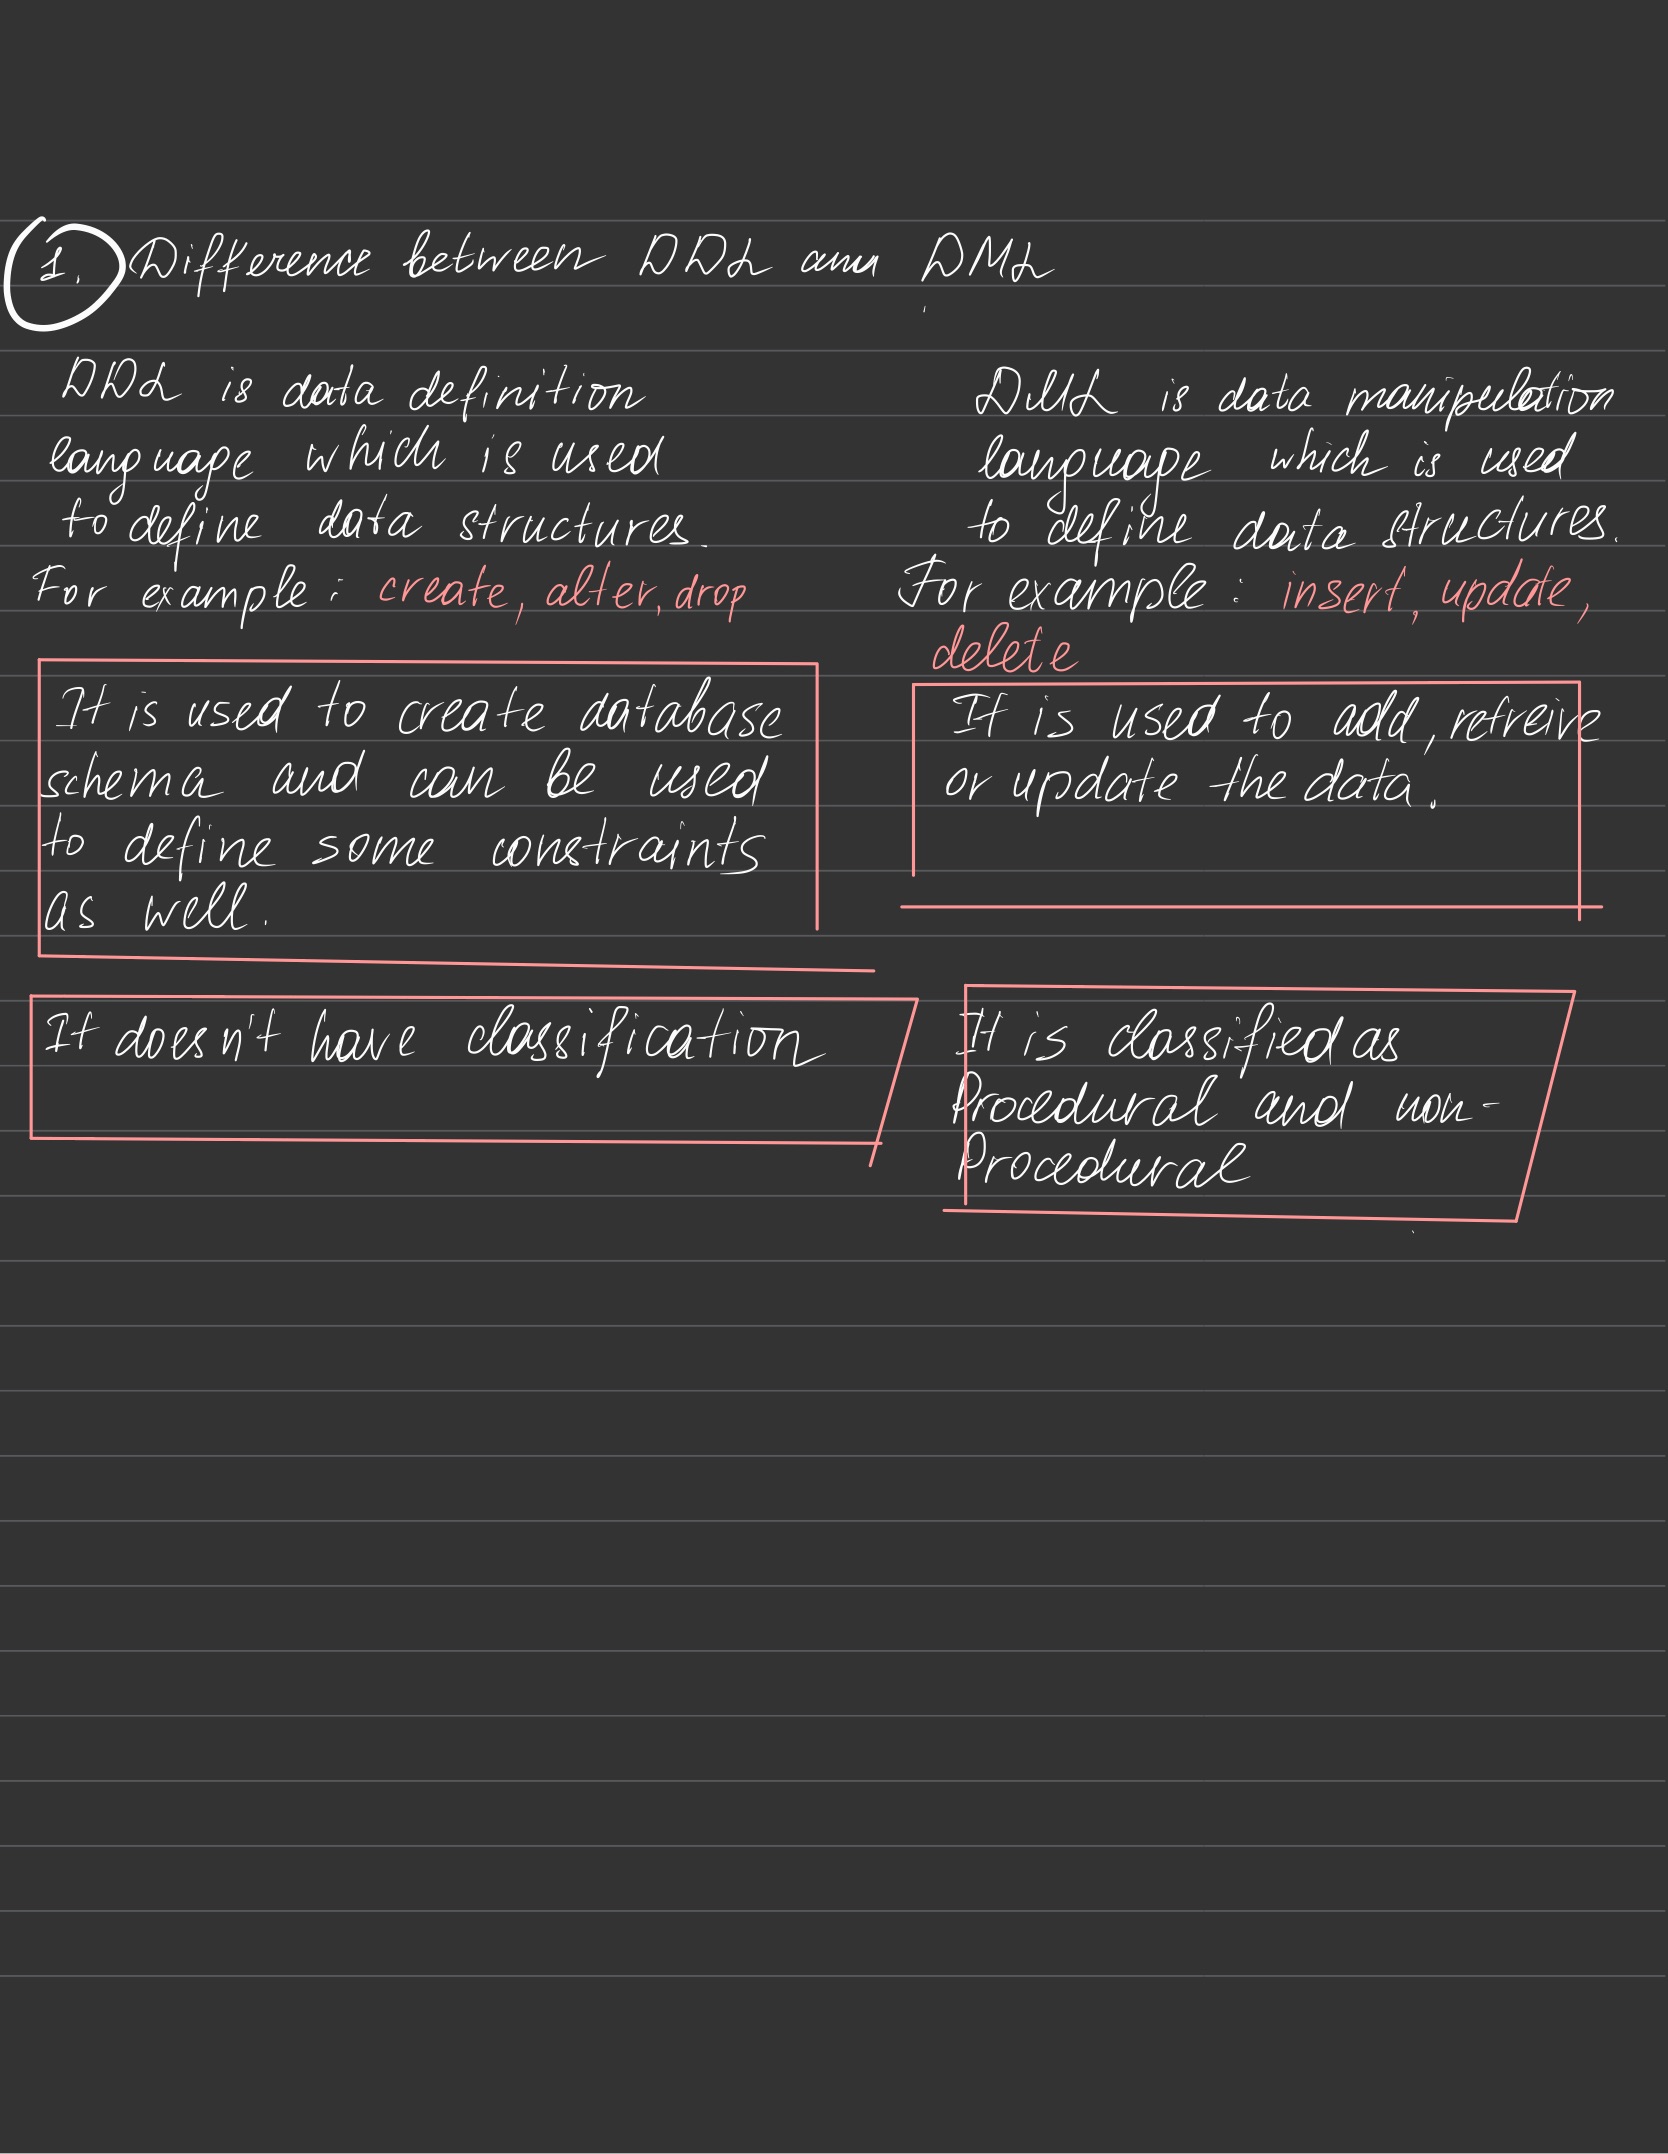 1. Difference between DDL and DML
DDL is data definition
language which is used
to define data structures.
For example: create, alter, drop
It is used to create database
schema and can be used
to define some constraints
as well.
It doesn't have classification
DML is data manipulation
language which is used
to define data structures.
For example: insert, update,
delete
It is used to add, retreive
or update the data.
It is classified as
Procedural and non-
Procedural